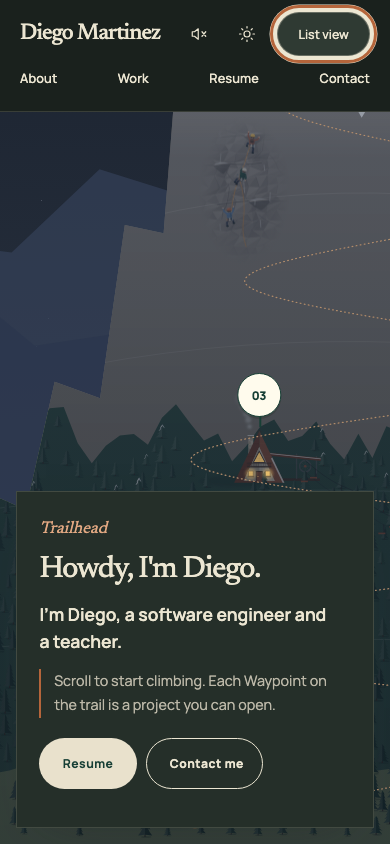 Diego Martinez
List view
About Work Resume Contact
03
Trailhead
Howdy, I'm Diego.
I'm Diego, a software engineer and
a teacher.
Scroll to start climbing. Each Waypoint on
the trail is a project you can open.
Resume Contact me